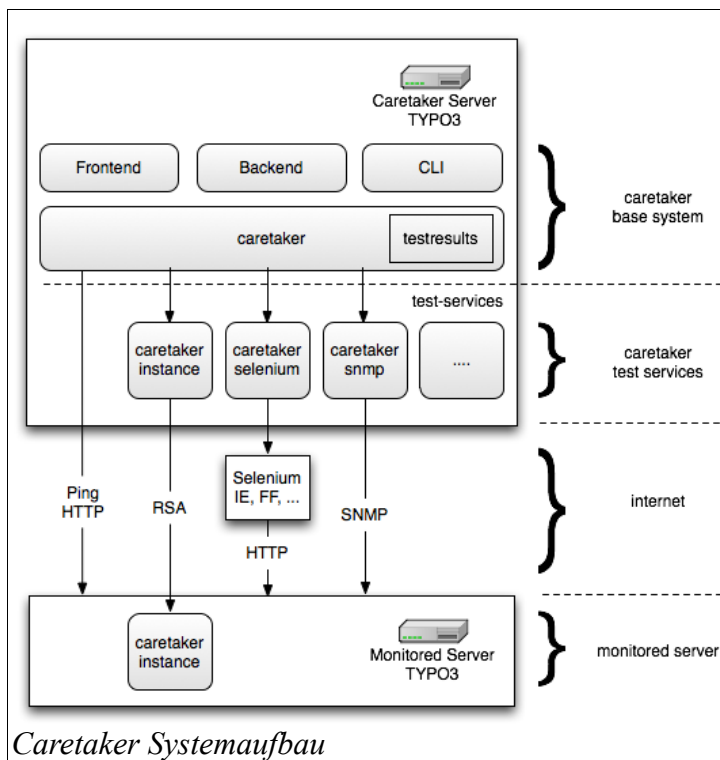 Caretaker Server
TYPO3
Frontend
Backend
CLI
caretaker
testresults
caretaker
base system
test-services
caretaker
instance
caretaker
selenium
caretaker
snmp
....
caretaker
test services
Ping
HTTP
RSA
Selenium
IE, FF, ...
HTTP
SNMP
internet
caretaker
instance
Monitored Server
TYPO3
monitored server
Caretaker Systemaufbau